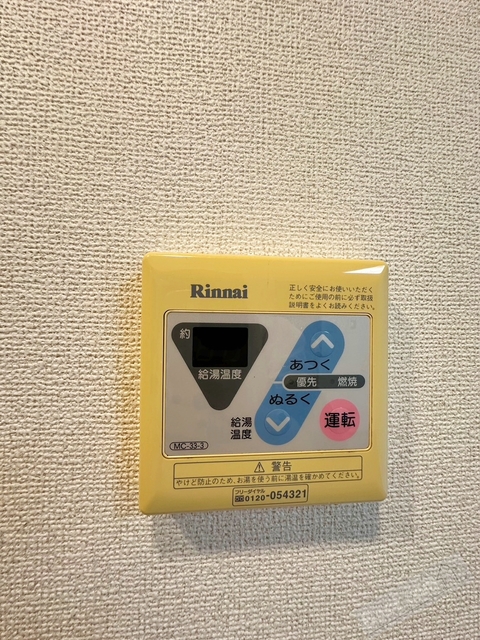 Rinnai
正しく安全にお使いいただく
ためにご使用の前に必ず取扱
説明書をよくお読みください。
約
給湯温度
あつく
優先 燃焼
ぬるく
給湯
温度
運転
MC-33-3
⚠警告
やけど防止のため、お湯を使う前に湯温を確かめてください。
フリーダイヤル
0120-054321